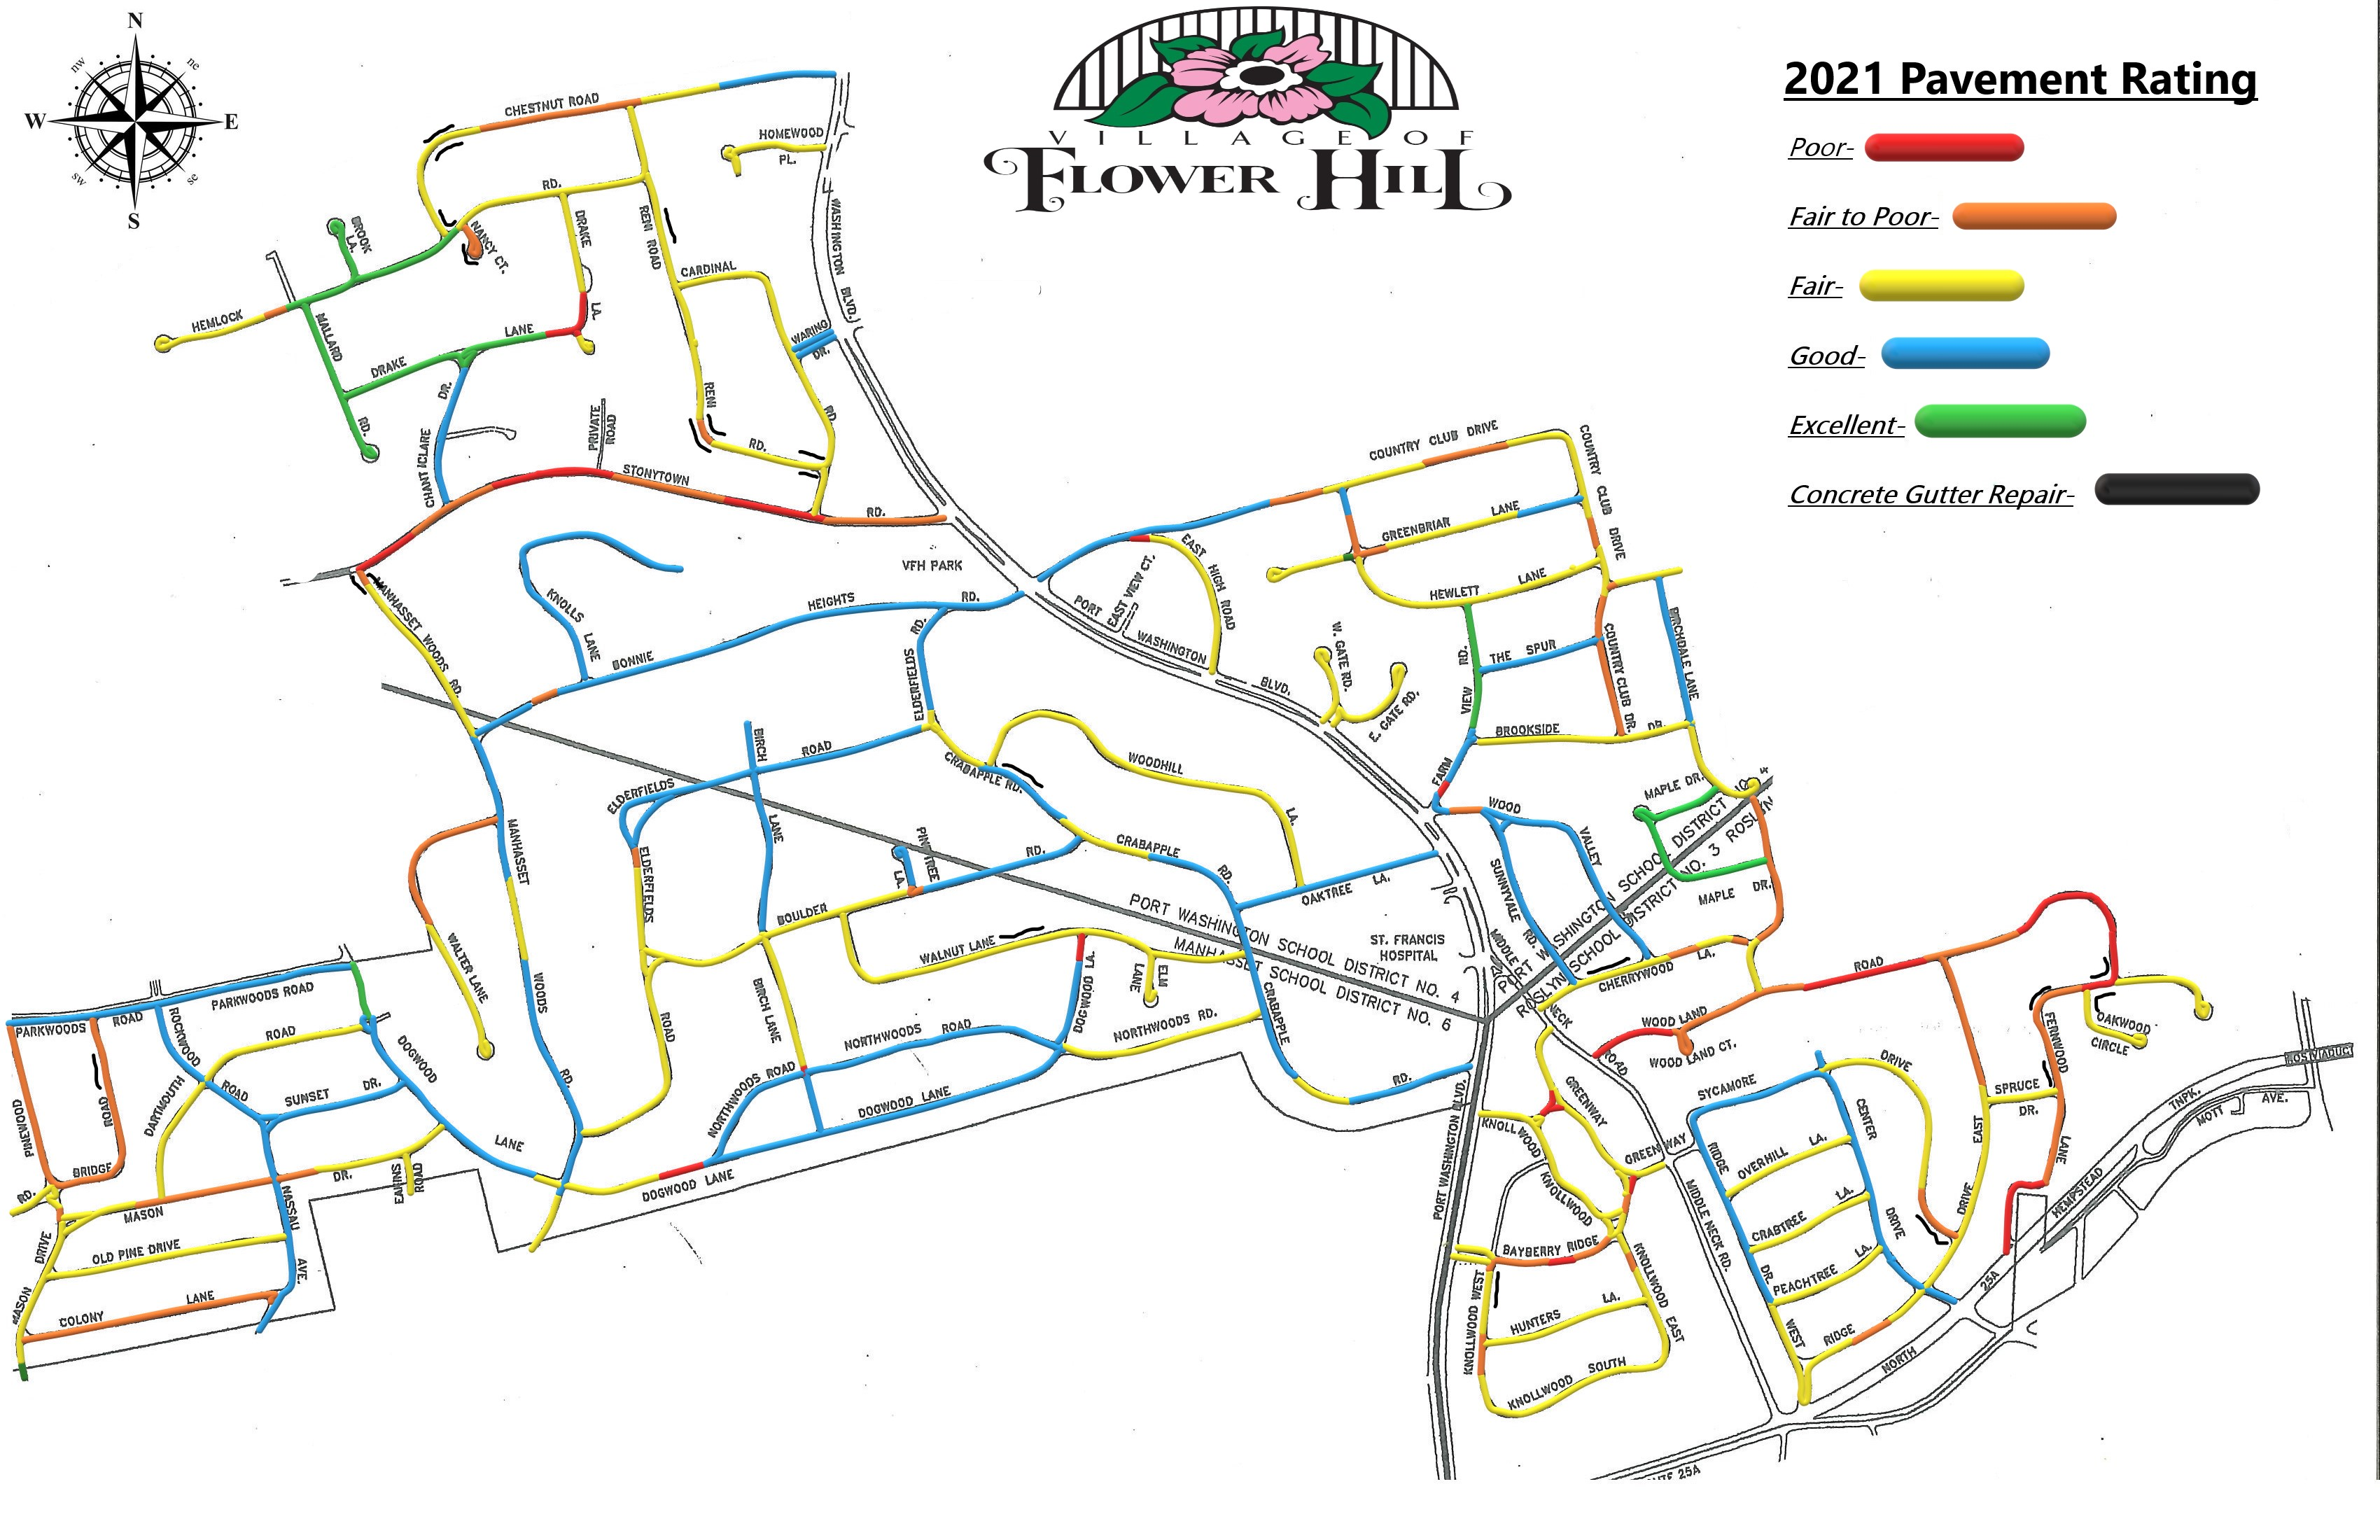 N
nw
ne
W
E
sw
se
S
VILLAGE OF
FLOWER HILL
2021 Pavement Rating
Poor-
Fair to Poor-
Fair-
Good-
Excellent-
Concrete Gutter Repair-
CHESTNUT ROAD
HOMEWOOD
PL.
RD.
BROOK
LA.
NANCY CT.
DRAKE
LA.
RENI ROAD
WASHINGTON
BLVD.
CARDINAL
HEMLOCK
MALLARD
RD.
DRAKE
LANE
WARING
DR.
RENI
RD.
RD.
CHANTICLARE
DR.
PRIVATE
ROAD
STONYTOWN
RD.
VFH PARK
MANHASSET WOODS
RD.
KNOLLS
LANE
BONNIE
HEIGHTS
RD.
COUNTRY CLUB DRIVE
COUNTRY CLUB DRIVE
GREENBRIAR
LANE
EAST
HIGH ROAD
EAST VIEW CT.
PORT
WASHINGTON
BLVD.
HEWLETT
LANE
W. GATE RD.
E. GATE RD.
THE SPUR
COUNTRY CLUB DR.
BIRCHDALE LANE
FARM
VIEW
RD.
BROOKSIDE
DR.
ELDERFIELDS
RD.
BIRCH
LANE
ROAD
ELDERFIELDS
CRABAPPLE RD.
WOODHILL
LA.
MAPLE DR.
WOOD
VALLEY
SUNNYVALE
RD.
MAPLE
DR.
MANHASSET
WOODS
RD.
ELDERFIELDS
ROAD
PINETREE
LA.
RD.
BOULDER
CRABAPPLE
RD.
OAKTREE
LA.
PORT WASHINGTON SCHOOL DISTRICT NO. 4
MANHASSET SCHOOL DISTRICT NO. 6
PORT WASHINGTON SCHOOL DISTRICT NO. 4
ROSLYN SCHOOL DISTRICT NO. 3 ROSLYN
ST. FRANCIS
HOSPITAL
WALNUT LANE
ELM
LANE
DOGWOOD LA.
WALTER LANE
BIRCH LANE
CRABAPPLE
RD.
NORTHWOODS
ROAD
NORTHWOODS RD.
NORTHWOODS ROAD
DOGWOOD LANE
DOGWOOD LANE
PARKWOODS ROAD
PARKWOODS
ROAD
ROCKWOOD
ROAD
ROAD
DARTMOUTH
SUNSET
DR.
DOGWOOD
LANE
PINEWOOD
ROAD
BRIDGE
RD.
MASON
DR.
EAKINS
ROAD
NASSAU
AVE.
OLD PINE DRIVE
DRIVE
MASON
COLONY
LANE
MIDDLE
NECK
ROAD
CHERRYWOOD
LA.
ROAD
WOOD LAND
WOOD LAND CT.
OAKWOOD
CIRCLE
FERNWOOD
LANE
SPRUCE
DR.
EAST
DRIVE
SYCAMORE
DRIVE
CENTER
DRIVE
RIDGE
DR.
OVERHILL
LA.
CRABTREE
LA.
PEACHTREE
LA.
WEST
RIDGE
GREENWAY
GREENWAY
KNOLLWOOD
KNOLLWOOD
BAYBERRY RIDGE
KNOLLWOOD WEST
KNOLLWOOD EAST
HUNTERS
LA.
KNOLLWOOD
SOUTH
PORT WASHINGTON BLVD.
MIDDLE NECK RD.
NORTH
25A
HEMPSTEAD
TNPK.
MOTT
AVE.
25A